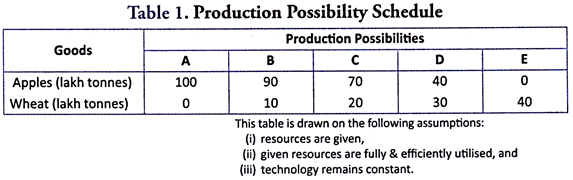 Table 1. Production Possibility Schedule
Goods Production Possibilities
A B C D E
Apples (lakh tonnes) 100 90 70 40 0
Wheat (lakh tonnes) 0 10 20 30 40
This table is drawn on the following assumptions:
(i) resources are given,
(ii) given resources are fully & efficiently utilised, and
(iii) technology remains constant.